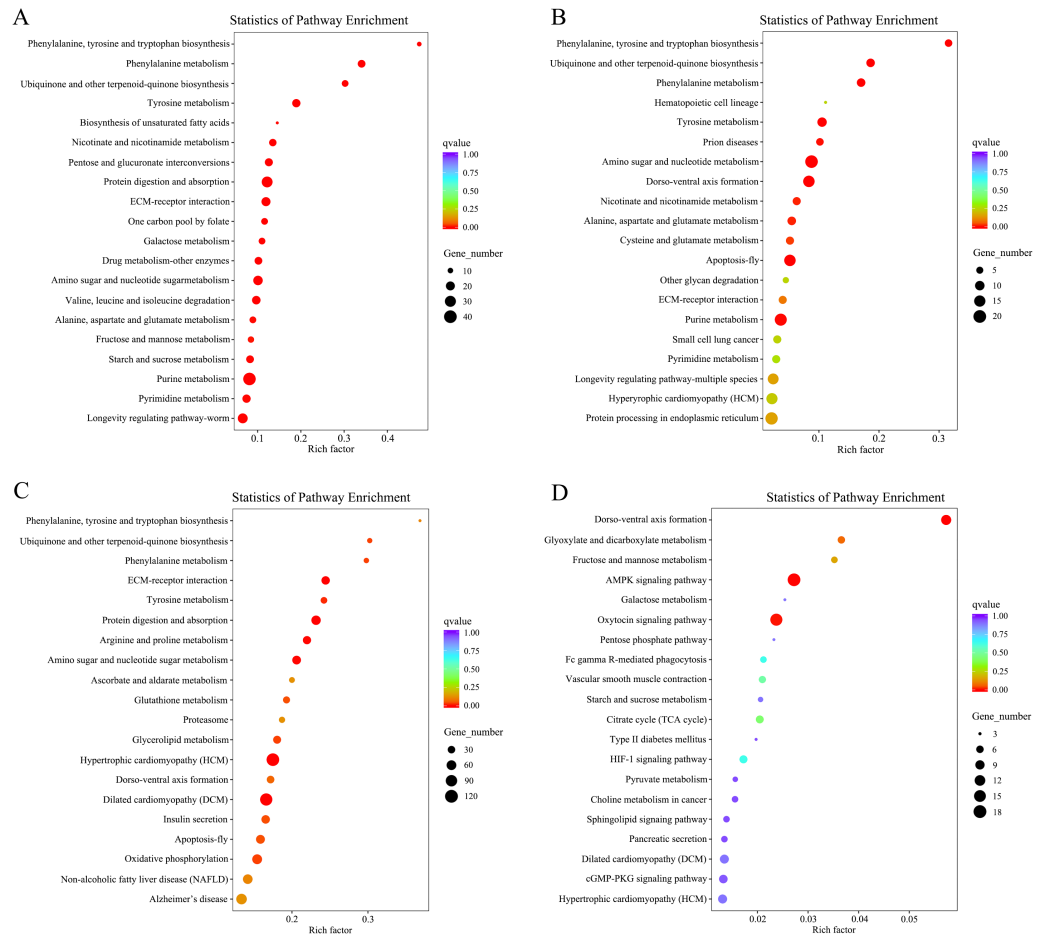 A
Statistics of Pathway Enrichment
Phenylalanine, tyrosine and tryptophan biosynthesis
Phenylalanine metabolism
Ubiquinone and other terpenoid-quinone biosynthesis
Tyrosine metabolism
Biosynthesis of unsaturated fatty acids
Nicotinate and nicotinamide metabolism
Pentose and glucuronate interconversions
Protein digestion and absorption
ECM-receptor interaction
One carbon pool by folate
Galactose metabolism
Drug metabolism-other enzymes
Amino sugar and nucleotide sugarmetabolism
Valine, leucine and isoleucine degradation
Alanine, aspartate and glutamate metabolism
Fructose and mannose metabolism
Starch and sucrose metabolism
Purine metabolism
Pyrimidine metabolism
Longevity regulating pathway-worm
0.1 0.2 0.3 0.4
Rich factor
qvalue
1.00
0.75
0.50
0.25
0.00
Gene_number
10
20
30
40
B
Statistics of Pathway Enrichment
Phenylalanine, tyrosine and tryptophan biosynthesis
Ubiquinone and other terpenoid-quinone biosynthesis
Phenylalanine metabolism
Hematopoietic cell lineage
Tyrosine metabolism
Prion diseases
Amino sugar and nucleotide metabolism
Dorso-ventral axis formation
Nicotinate and nicotinamide metabolism
Alanine, aspartate and glutamate metabolism
Cysteine and glutamate metabolism
Apoptosis-fly
Other glycan degradation
ECM-receptor interaction
Purine metabolism
Small cell lung cancer
Pyrimidine metabolism
Longevity regulating pathway-multiple species
Hyperyrophic cardiomyopathy (HCM)
Protein processing in endoplasmic reticulum
0.1 0.2 0.3
Rich factor
qvalue
1.00
0.75
0.50
0.25
0.00
Gene_number
5
10
15
20
C
Statistics of Pathway Enrichment
Phenylalanine, tyrosine and tryptophan biosynthesis
Ubiquinone and other terpenoid-quinone biosynthesis
Phenylalanine metabolism
ECM-receptor interaction
Tyrosine metabolism
Protein digestion and absorption
Arginine and proline metabolism
Amino sugar and nucleotide sugar metabolism
Ascorbate and aldarate metabolism
Glutathione metabolism
Proteasome
Glycerolipid metabolism
Hypertrophic cardiomyopathy (HCM)
Dorso-ventral axis formation
Dilated cardiomyopathy (DCM)
Insulin secretion
Apoptosis-fly
Oxidative phosphorylation
Non-alcoholic fatty liver disease (NAFLD)
Alzheimer's disease
0.2 0.3
Rich factor
qvalue
1.00
0.75
0.50
0.25
0.00
Gene_number
30
60
90
120
D
Statistics of Pathway Enrichment
Dorso-ventral axis formation
Glyoxylate and dicarboxylate metabolism
Fructose and mannose metabolism
AMPK signaling pathway
Galactose metabolism
Oxytocin signaling pathway
Pentose phosphate pathway
Fc gamma R-mediated phagocytosis
Vascular smooth muscle contraction
Starch and sucrose metabolism
Citrate cycle (TCA cycle)
Type II diabetes mellitus
HIF-1 signaling pathway
Pyruvate metabolism
Choline metabolism in cancer
Sphingolipid signaing pathway
Pancreatic secretion
Dilated cardiomyopathy (DCM)
cGMP-PKG signaling pathway
Hypertrophic cardiomyopathy (HCM)
0.02 0.03 0.04 0.05
Rich factor
qvalue
1.00
0.75
0.50
0.25
0.00
Gene_number
3
6
9
12
15
18